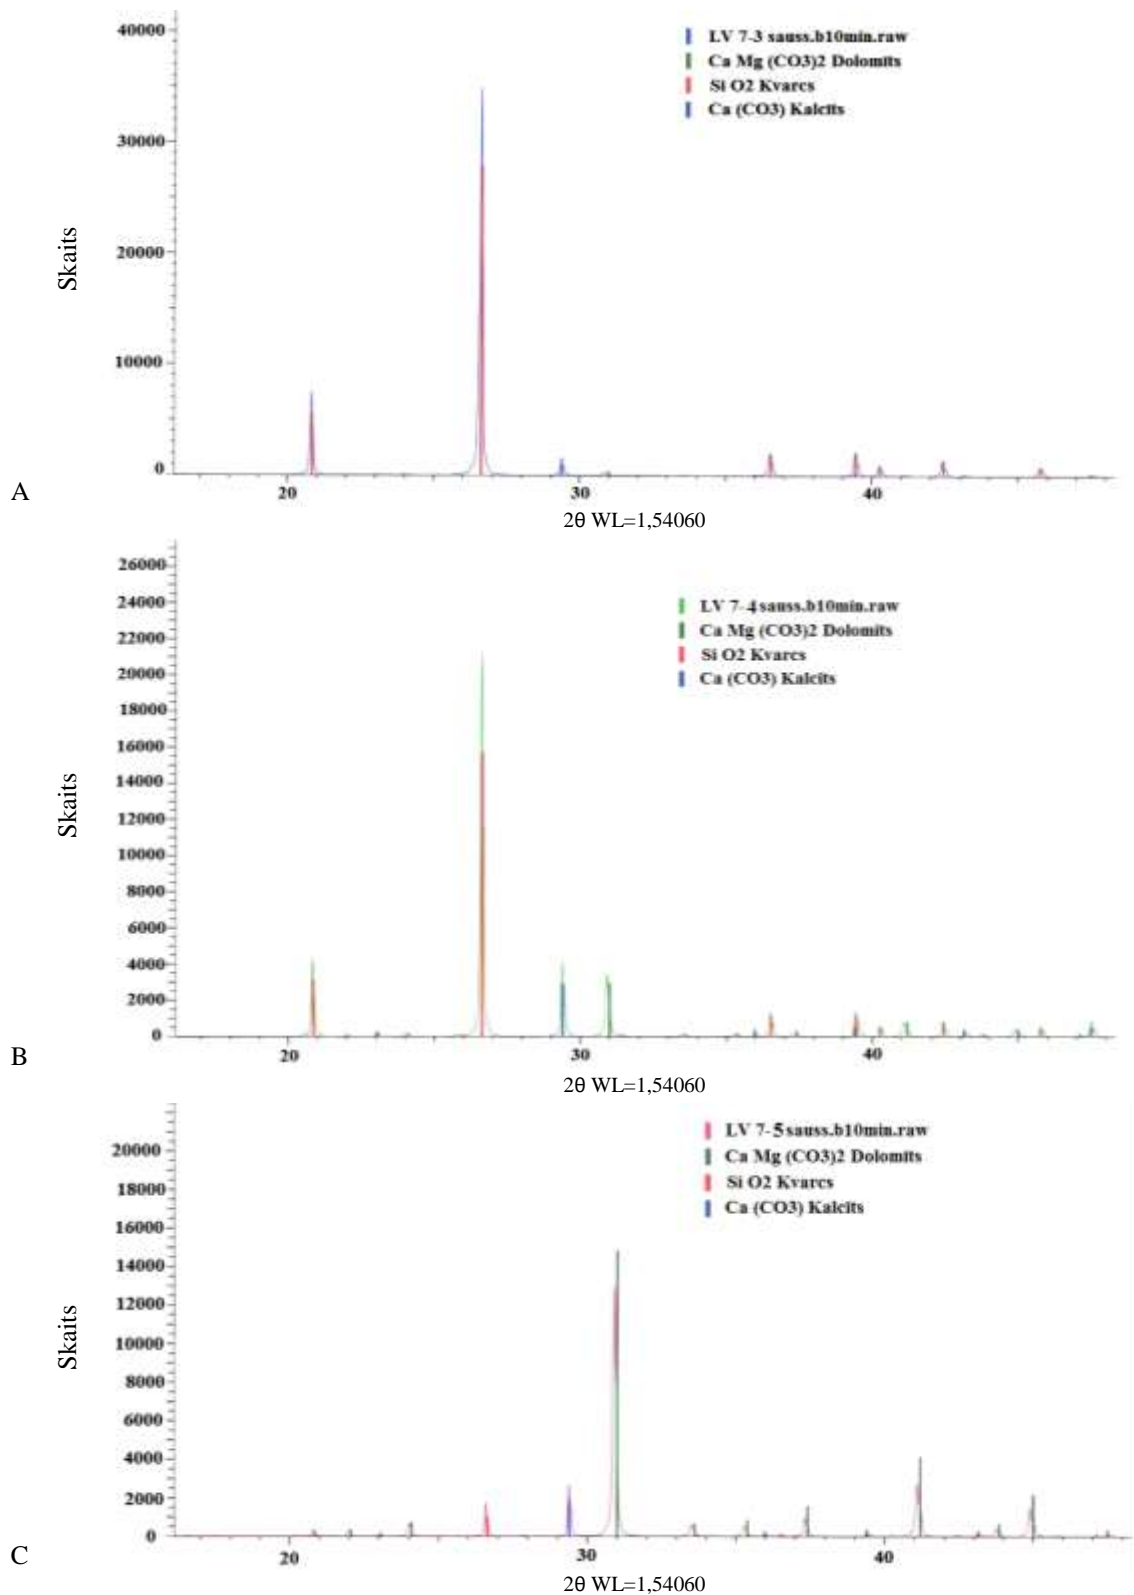 40000
30000
20000
10000
0
Skaits
LV 7-3 sauss.b10min.raw
Ca Mg (CO3)2 Dolomits
Si O2 Kvarcs
Ca (CO3) Kalcits
20 30 40
A
2θ WL=1,54060
26000
24000
22000
20000
18000
16000
14000
12000
10000
8000
6000
4000
2000
0
Skaits
LV 7-4 sauss.b10min.raw
Ca Mg (CO3)2 Dolomits
Si O2 Kvarcs
Ca (CO3) Kalcits
20 30 40
B
2θ WL=1,54060
20000
18000
16000
14000
12000
10000
8000
6000
4000
2000
0
Skaits
LV 7-5 sauss.b10min.raw
Ca Mg (CO3)2 Dolomits
Si O2 Kvarcs
Ca (CO3) Kalcits
20 30 40
C
2θ WL=1,54060